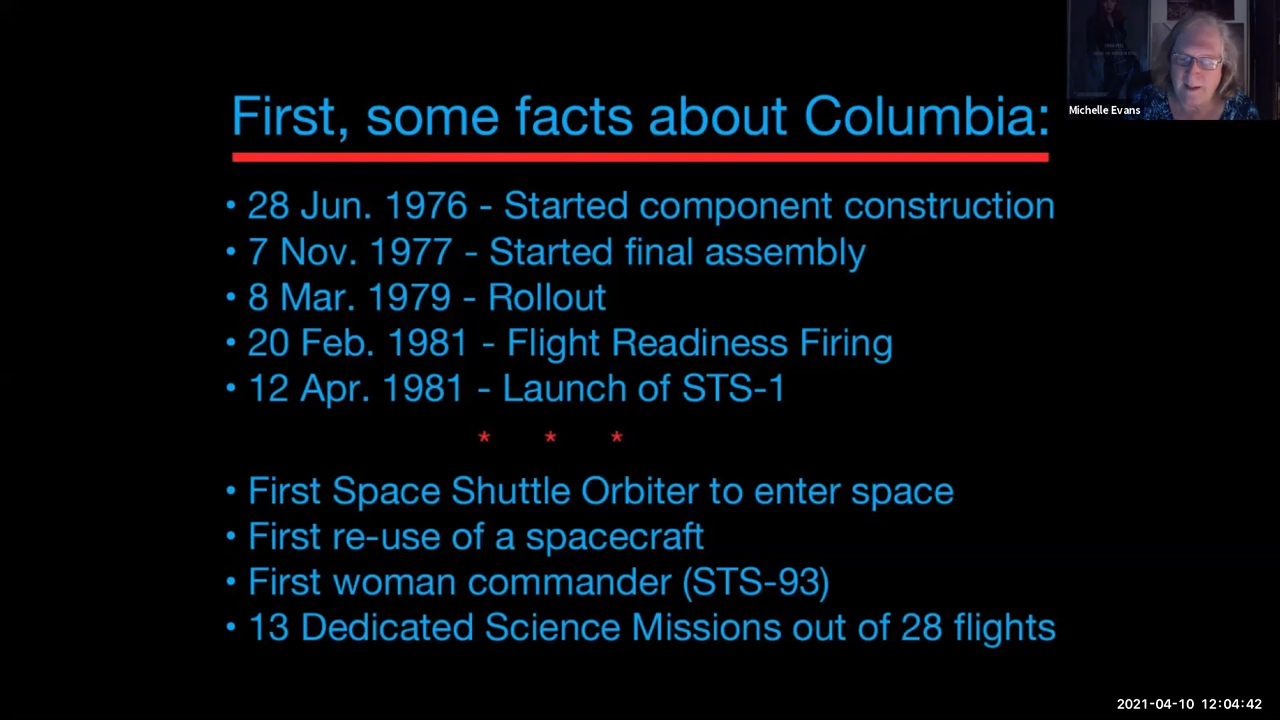 First, some facts about Columbia:
• 28 Jun. 1976 - Started component construction
• 7 Nov. 1977 - Started final assembly
• 8 Mar. 1979 - Rollout
• 20 Feb. 1981 - Flight Readiness Firing
• 12 Apr. 1981 - Launch of STS-1
* * *
• First Space Shuttle Orbiter to enter space
• First re-use of a spacecraft
• First woman commander (STS-93)
• 13 Dedicated Science Missions out of 28 flights
Michelle Evans
2021-04-10 12:04:42